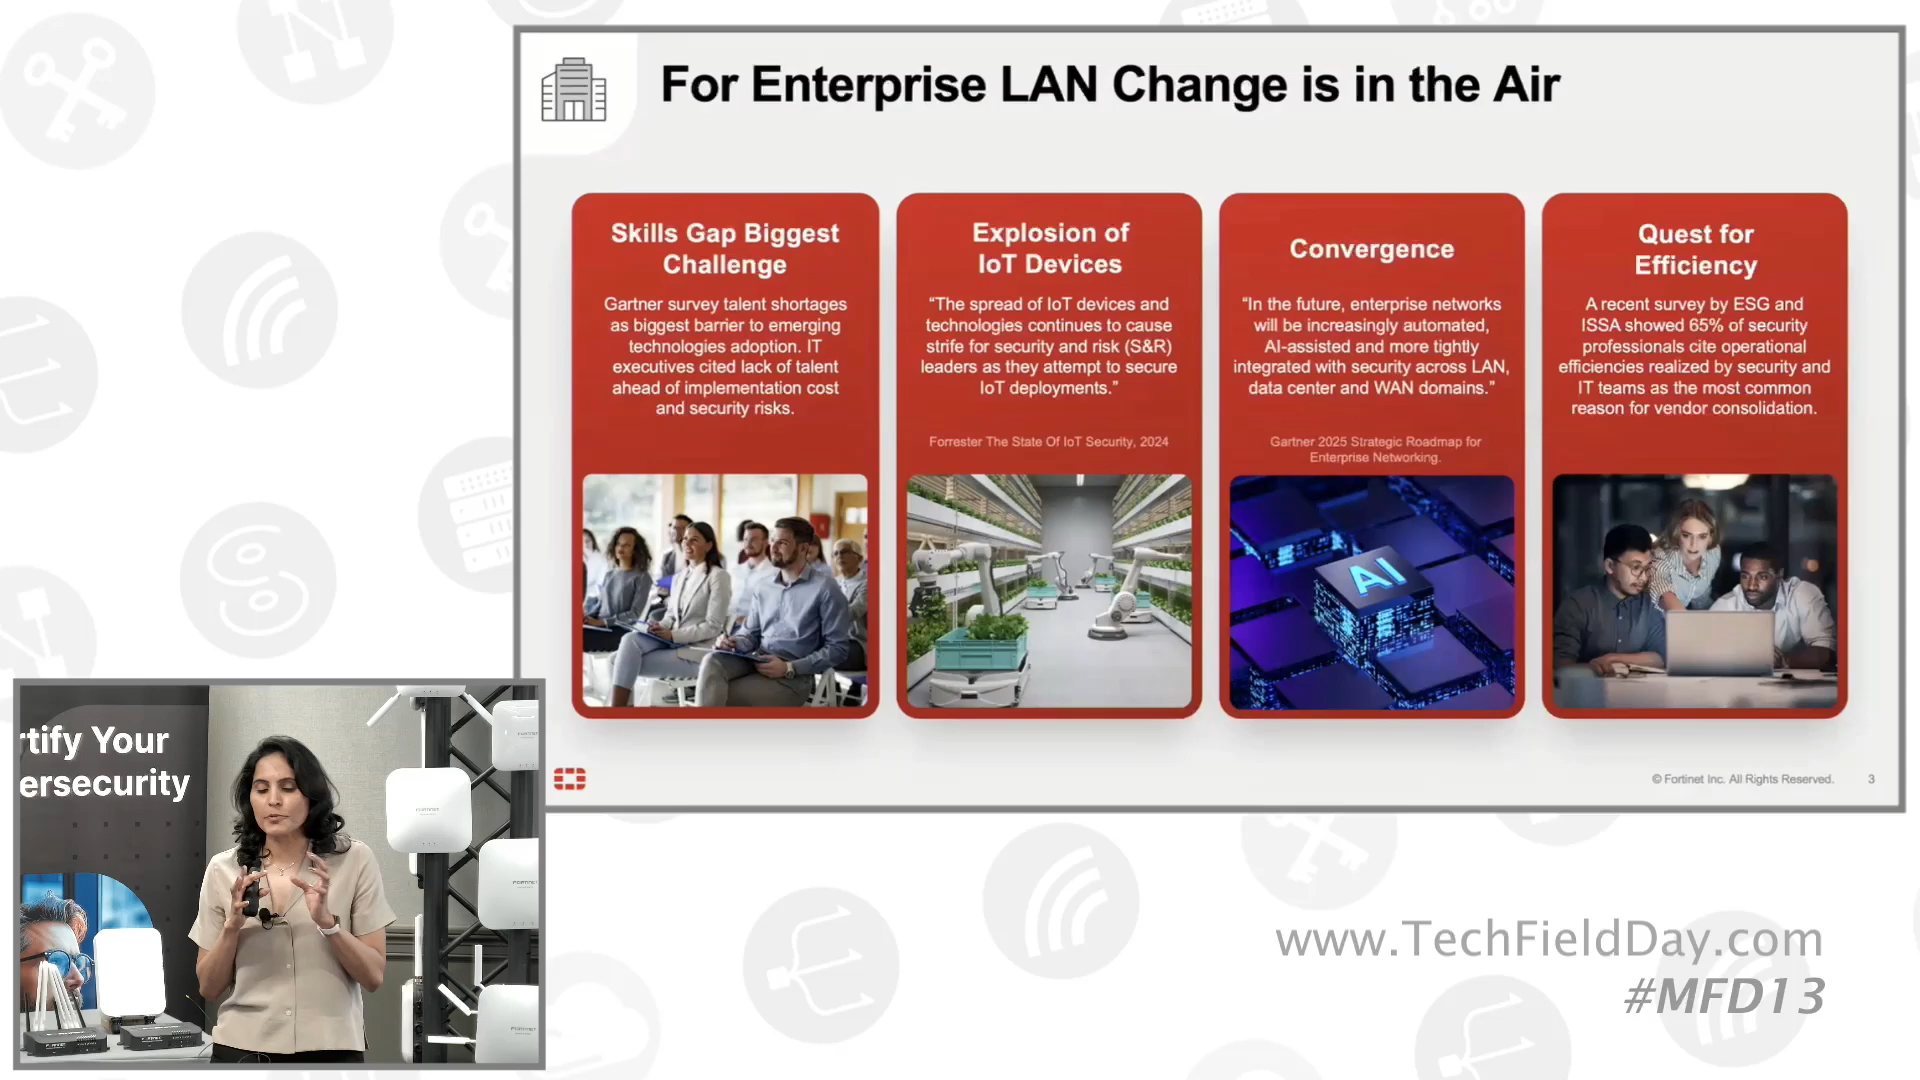 For Enterprise LAN Change is in the Air
Skills Gap Biggest
Challenge
Gartner survey talent shortages
as biggest barrier to emerging
technologies adoption. IT
executives cited lack of talent
ahead of implementation cost
and security risks.
Explosion of
IoT Devices
“The spread of IoT devices and
technologies continues to cause
strife for security and risk (S&R)
leaders as they attempt to secure
IoT deployments.”
Forrester The State Of IoT Security, 2024
Convergence
“In the future, enterprise networks
will be increasingly automated,
AI-assisted and more tightly
integrated with security across LAN,
data center and WAN domains.”
Gartner 2025 Strategic Roadmap for
Enterprise Networking.
AI
Quest for
Efficiency
A recent survey by ESG and
ISSA showed 65% of security
professionals cite operational
efficiencies realized by security and
IT teams as the most common
reason for vendor consolidation.
© Fortinet Inc. All Rights Reserved.
3
rtify Your
ersecurity
FORTINET
FORTINET
FORTINET
www.TechFieldDay.com
#MFD13